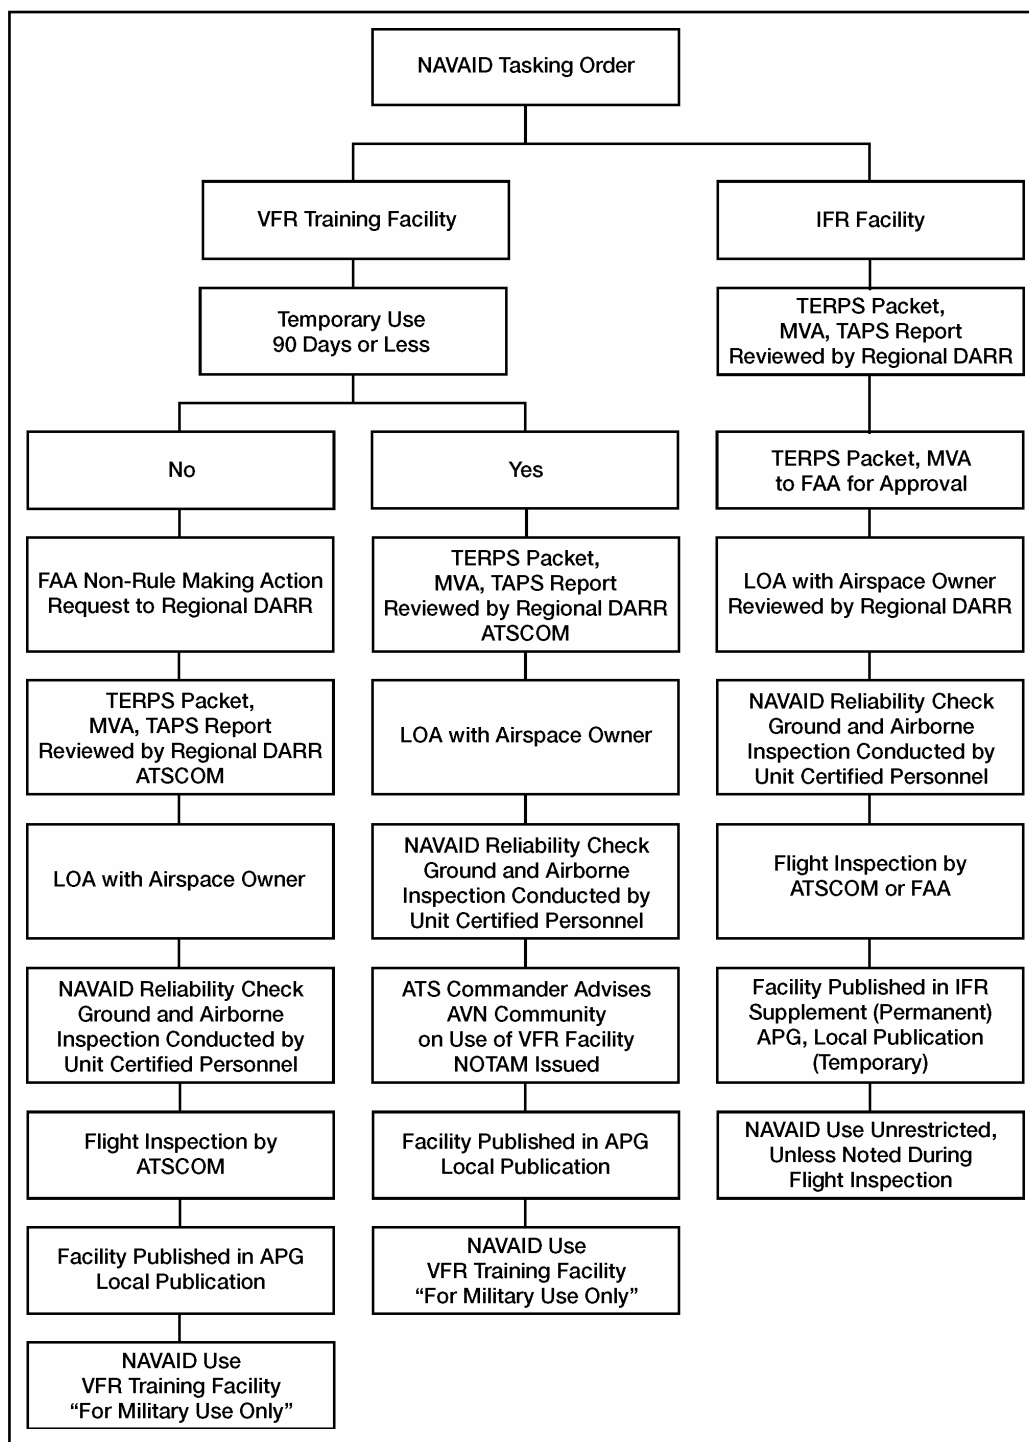 NAVAID Tasking Order
VFR Training Facility
IFR Facility
Temporary Use
90 Days or Less
TERPS Packet,
MVA, TAPS Report
Reviewed by Regional DARR
No
Yes
TERPS Packet, MVA
to FAA for Approval
FAA Non-Rule Making Action
Request to Regional DARR
TERPS Packet,
MVA, TAPS Report
Reviewed by Regional DARR
ATSCOM
LOA with Airspace Owner
Reviewed by Regional DARR
TERPS Packet,
MVA, TAPS Report
Reviewed by Regional DARR
ATSCOM
LOA with Airspace Owner
NAVAID Reliability Check
Ground and Airborne
Inspection Conducted by
Unit Certified Personnel
LOA with Airspace Owner
NAVAID Reliability Check
Ground and Airborne
Inspection Conducted by
Unit Certified Personnel
Flight Inspection by
ATSCOM or FAA
NAVAID Reliability Check
Ground and Airborne
Inspection Conducted by
Unit Certified Personnel
ATS Commander Advises
AVN Community
on Use of VFR Facility
NOTAM Issued
Facility Published in IFR
Supplement (Permanent)
APG, Local Publication
(Temporary)
Flight Inspection by
ATSCOM
Facility Published in APG
Local Publication
NAVAID Use Unrestricted,
Unless Noted During
Flight Inspection
Facility Published in APG
Local Publication
NAVAID Use
VFR Training Facility
“For Military Use Only”
NAVAID Use
VFR Training Facility
“For Military Use Only”